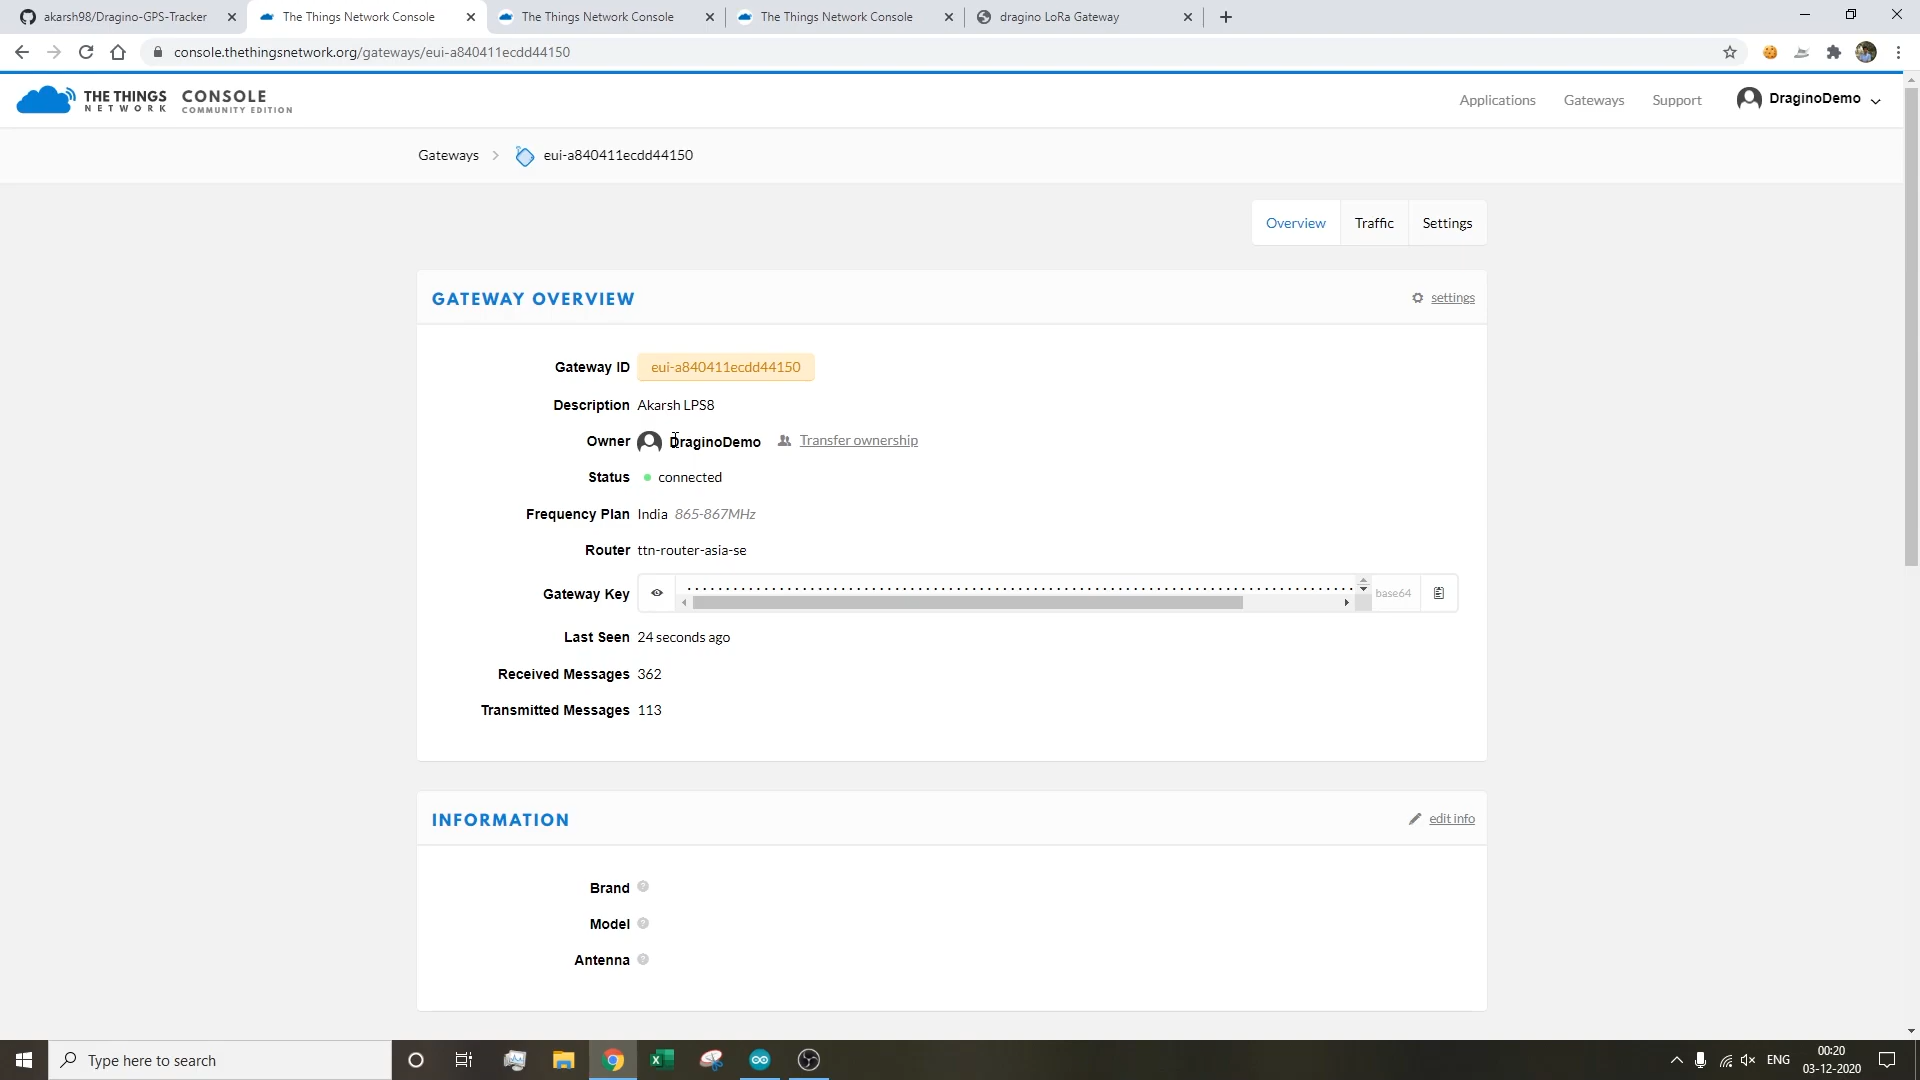 akarsh98/Dragino-GPS-Tracker
The Things Network Console
The Things Network Console
The Things Network Console
dragino LoRa Gateway
console.thethingsnetwork.org/gateways/eui-a840411ecdd44150
THE THINGS NETWORK
CONSOLE COMMUNITY EDITION
Applications
Gateways
Support
DraginoDemo
Gateways
eui-a840411ecdd44150
Overview
Traffic
Settings
GATEWAY OVERVIEW
settings
Gateway ID eui-a840411ecdd44150
Description Akarsh LPS8
Owner DraginoDemo Transfer ownership
Status connected
Frequency Plan India 865-867MHz
Router ttn-router-asia-se
Gateway Key base64
Last Seen 24 seconds ago
Received Messages 362
Transmitted Messages 113
INFORMATION
edit info
Brand
Model
Antenna
Type here to search
ENG
00:20
03-12-2020